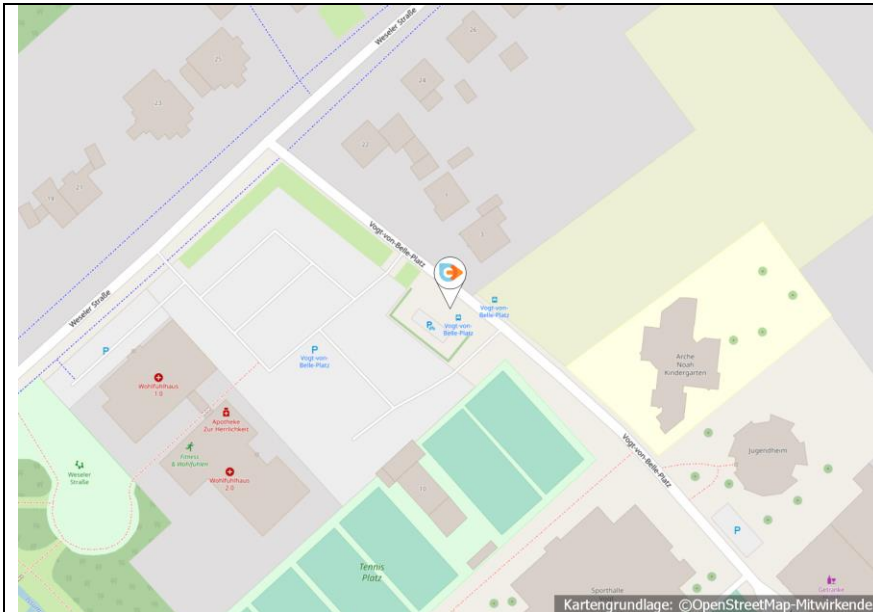 Weseler Straße
26
25
24
23
22
21
19
1
3
Vogt-von-Belle-Platz
Weseler Straße
Vogt-von-
Belle-Platz
P
Vogt-von-
Belle-Platz
P
P
Vogt-von-
Belle-Platz
Wohlfühlhaus
1.0
Arche
Noah
Kindergarten
Apotheke
Zur Herrlichkeit
Fitness
& Wohlfühlen
Wohlfühlhaus
2.0
Weseler
Straße
Vogt-von-Belle-Platz
Jugendheim
10
P
Tennis
Platz
Sporthalle
Getränke
Kartengrundlage: ©OpenStreetMap-Mitwirkende